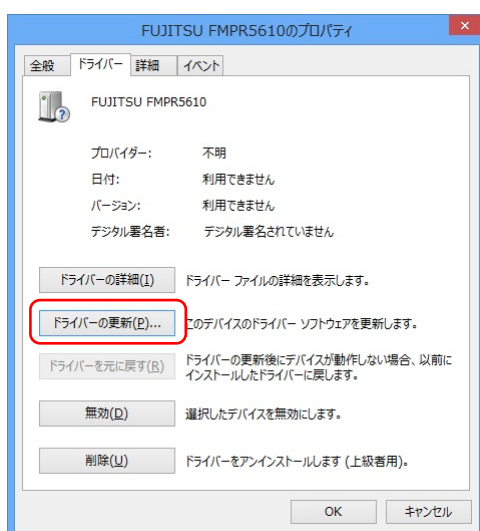 FUJITSU FMPR5610のプロパティ
×
全般 ドライバー 詳細 イベント
FUJITSU FMPR5610
プロバイダー: 不明
日付: 利用できません
バージョン: 利用できません
デジタル署名者: デジタル署名されていません
ドライバーの詳細(I) ドライバー ファイルの詳細を表示します。
ドライバーの更新(P)... このデバイスのドライバー ソフトウェアを更新します。
ドライバーを元に戻す(R) ドライバーの更新後にデバイスが動作しない場合、以前に
インストールしたドライバーに戻します。
無効(D) 選択したデバイスを無効にします。
削除(U) ドライバーをアンインストールします (上級者用)。
OK キャンセル